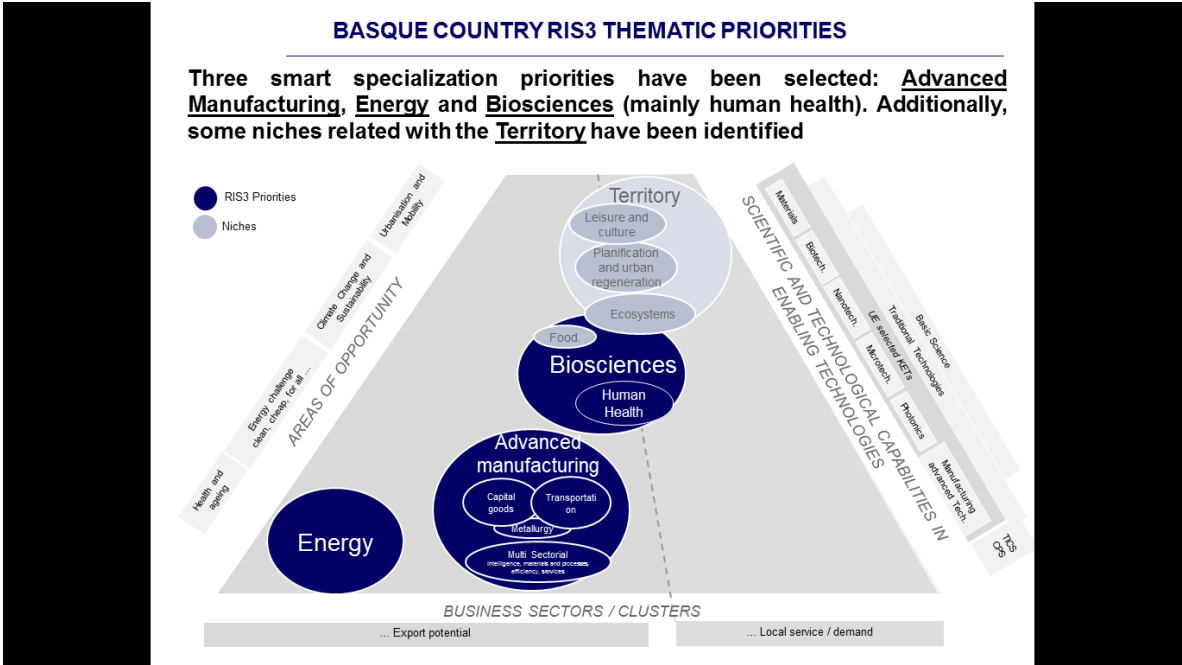 BASQUE COUNTRY RIS3 THEMATIC PRIORITIES
Three smart specialization priorities have been selected: Advanced
Manufacturing, Energy and Biosciences (mainly human health). Additionally,
some niches related with the Territory have been identified
RIS3 Priorities
Niches
Urbanisation and
Mobility
Climate Change and
Sustainability
Energy challenge
clean, cheap, for all ...
Health and
ageing
AREAS OF OPPORTUNITY
Territory
Leisure and
culture
Planification
and urban
regeneration
Ecosystems
Food.
Biosciences
Human
Health
Advanced
manufacturing
Capital
goods
Transportati
on
Metallurgy
Multi Sectorial
intelligence, materials and processes,
efficiency, services
Energy
SCIENTIFIC AND TECHNOLOGICAL CAPABILITIES IN
ENABLING TECHNOLOGIES
Materials
Biotech.
Nanotech.
Microtech.
Photonics
Manufacturing
advanced Tech.
UE selected KETs
Traditional Technologies
Basic Science
TICS
CPS
BUSINESS SECTORS / CLUSTERS
... Export potential
... Local service / demand